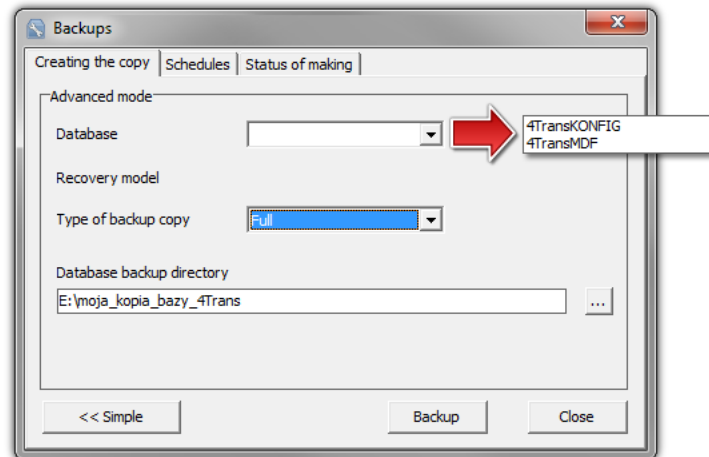 Backups
Creating the copy Schedules Status of making
Advanced mode
Database
4TransKONFIG
4TransMDF
Recovery model
Type of backup copy Full
Database backup directory
E:\moja_kopia_bazy_4Trans ...
<< Simple Backup Close